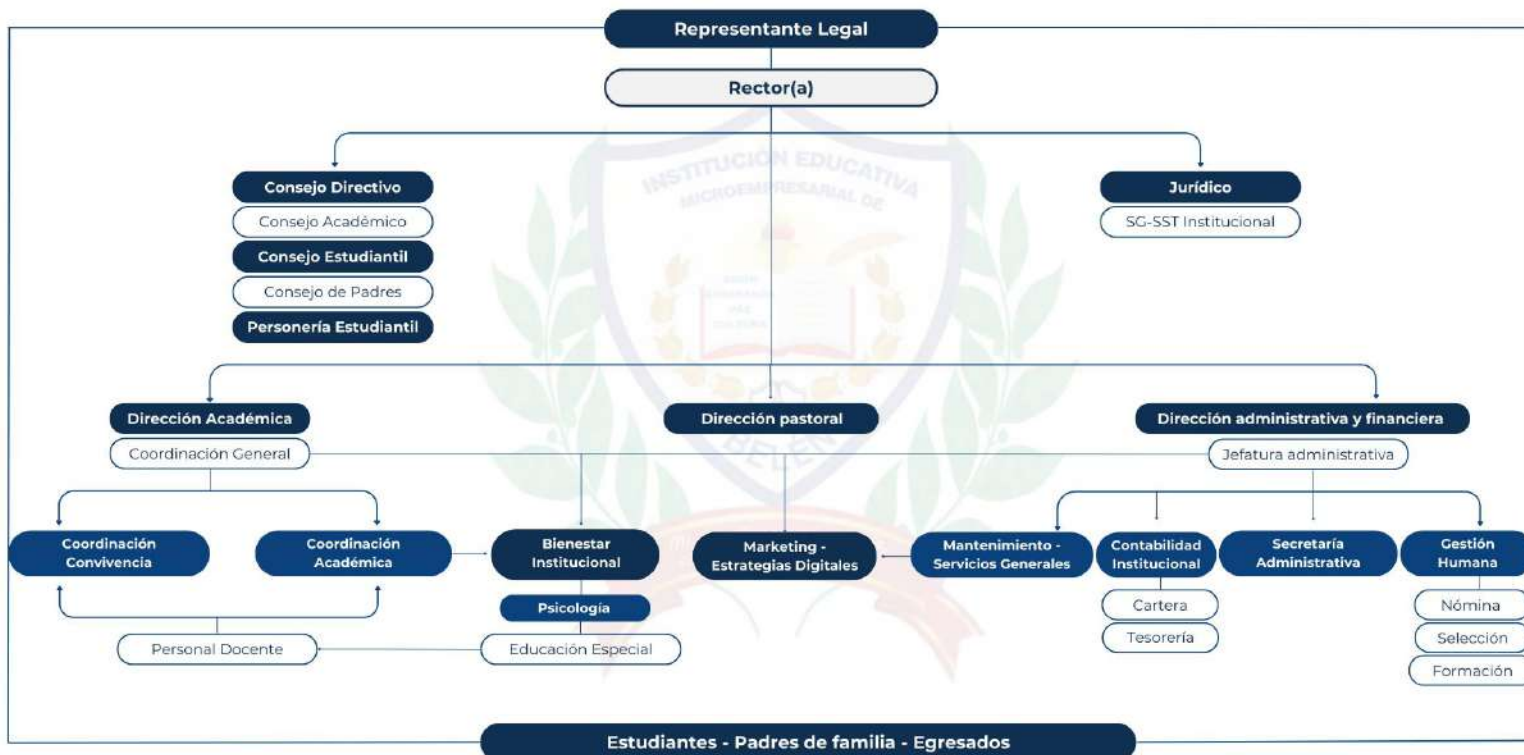 Representante Legal
Rector(a)
INSTITUCIÓN EDUCATIVA
MICROEMPRESARIAL DE
Consejo Directivo
Jurídico
Consejo Académico
SG-SST Institucional
Consejo Estudiantil
Consejo de Padres
Personería Estudiantil
Dirección Académica
Dirección pastoral
Dirección administrativa y financiera
BELÉN
Coordinación General
Jefatura administrativa
Coordinación
Convivencia
Coordinación
Académica
Bienestar
Institucional
Marketing -
Estrategias Digitales
Mantenimiento -
Servicios Generales
Contabilidad
Institucional
Secretaría
Administrativa
Gestión
Humana
Psicología
Cartera
Nómina
Personal Docente
Educación Especial
Tesorería
Selección
Formación
Estudiantes - Padres de familia - Egresados